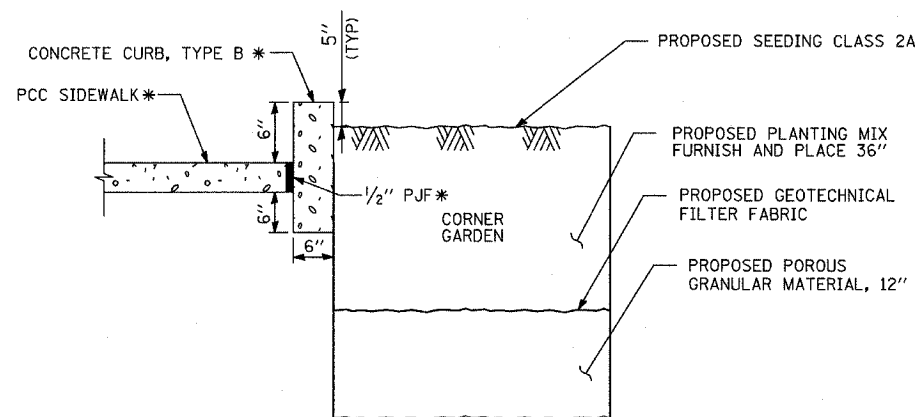 CONCRETE CURB, TYPE B *
PCC SIDEWALK*
5"
(TYP)
PROPOSED SEEDING CLASS 2A
6"
PROPOSED PLANTING MIX
FURNISH AND PLACE 36"
1/2" PJF*
PROPOSED GEOTECHNICAL
FILTER FABRIC
6"
CORNER
GARDEN
6"
PROPOSED POROUS
GRANULAR MATERIAL, 12"